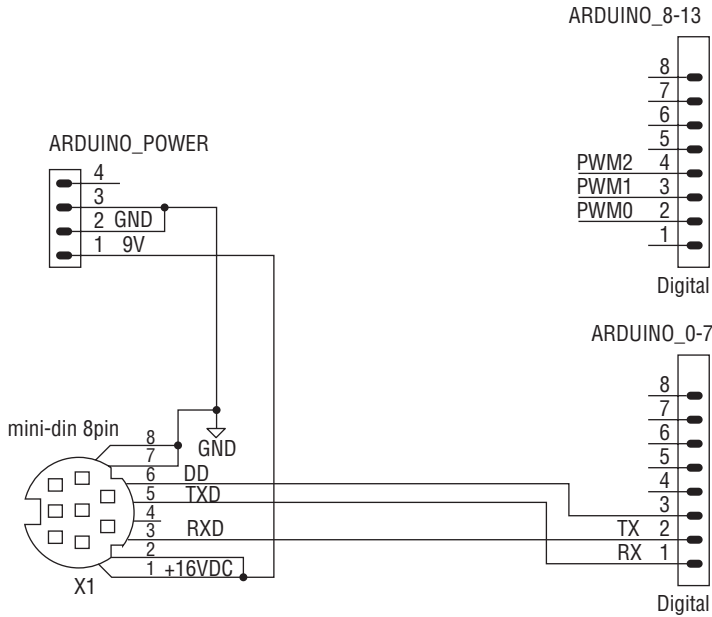 ARDUINO_8-13
8
7
6
5
PWM2 4
PWM1 3
PWM0 2
1
Digital
ARDUINO_POWER
4
3
2 GND
1 9V
ARDUINO_0-7
8
7
6
5
4
3
TX 2
RX 1
Digital
mini-din 8pin
8
7
6 DD
5 TXD
4
3 RXD
2
1 +16VDC
GND
X1